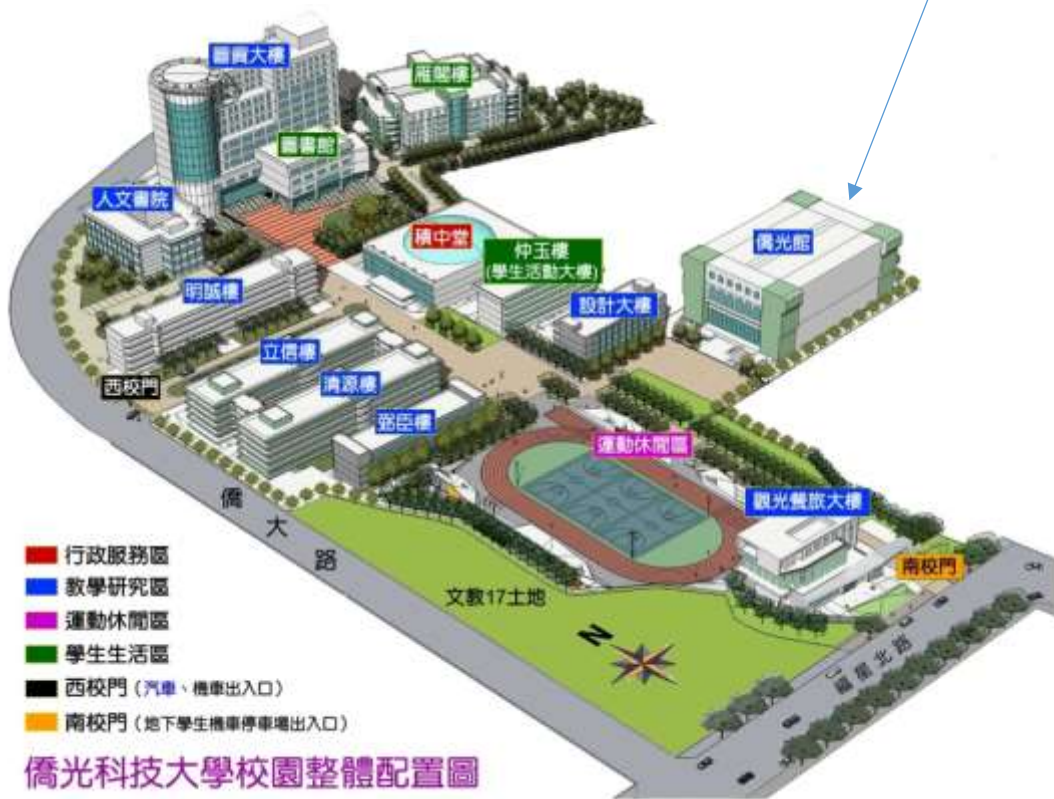 圖資大樓
雁閣樓
圖書館
人文書院
積中堂
仲玉樓
(學生活動大樓)
僑光館
明誠樓
設計大樓
立信樓
西校門
清源樓
鄧臣樓
運動休閒區
觀光餐旅大樓
僑大路
南校門
文教17土地
N
福星北路
行政服務區
教學研究區
運動休閒區
學生生活區
西校門(汽車、機車出入口)
南校門(地下學生機車停車場出入口)
僑光科技大學校園整體配置圖